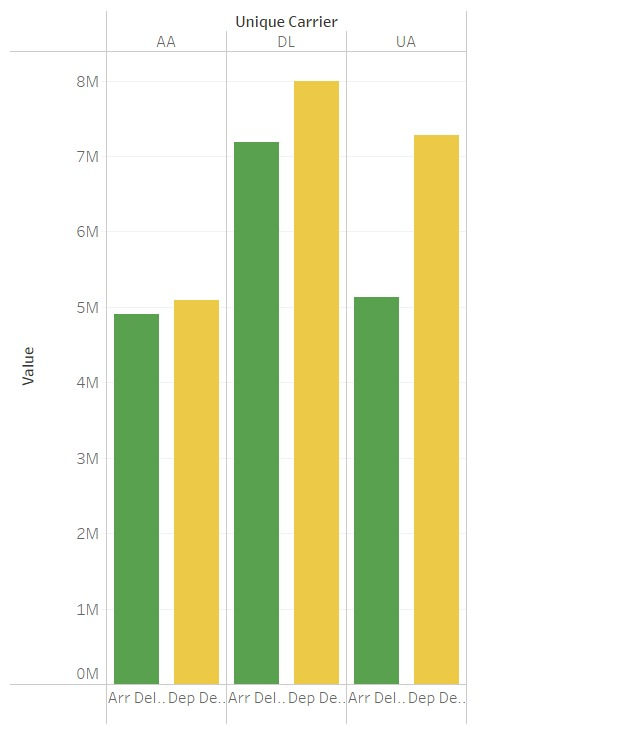 Unique Carrier
AA DL UA
8M
7M
6M
5M
4M
3M
2M
1M
0M
Value
Arr Del.. Dep De.. Arr Del.. Dep De.. Arr Del.. Dep De..